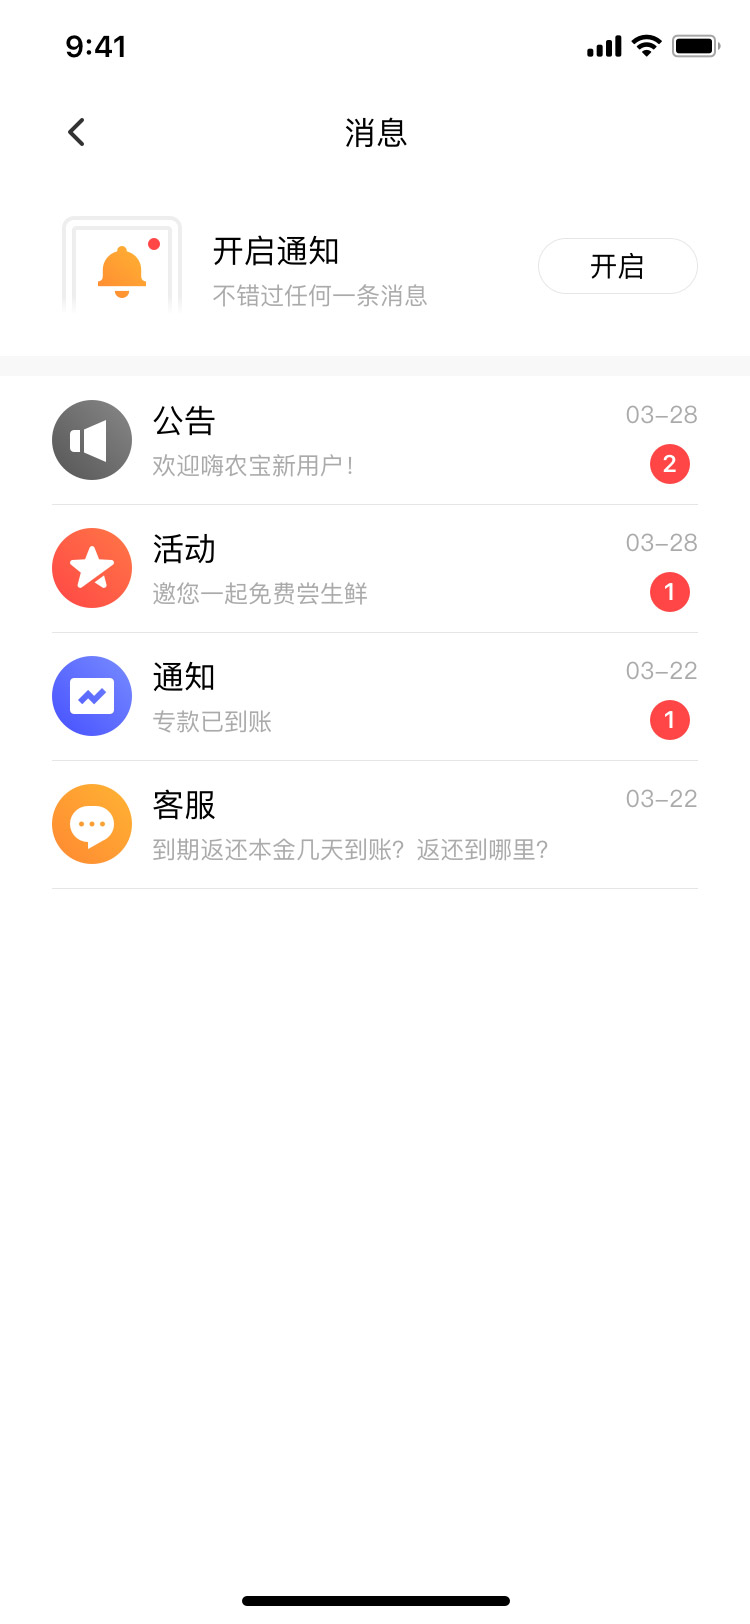 9:41
消息
开启通知
不错过任何一条消息
开启
公告
03-28
欢迎嗨农宝新用户!
2
活动
03-28
邀您一起免费尝生鲜
1
通知
03-22
专款已到账
1
客服
03-22
到期返还本金几天到账? 返还到哪里?